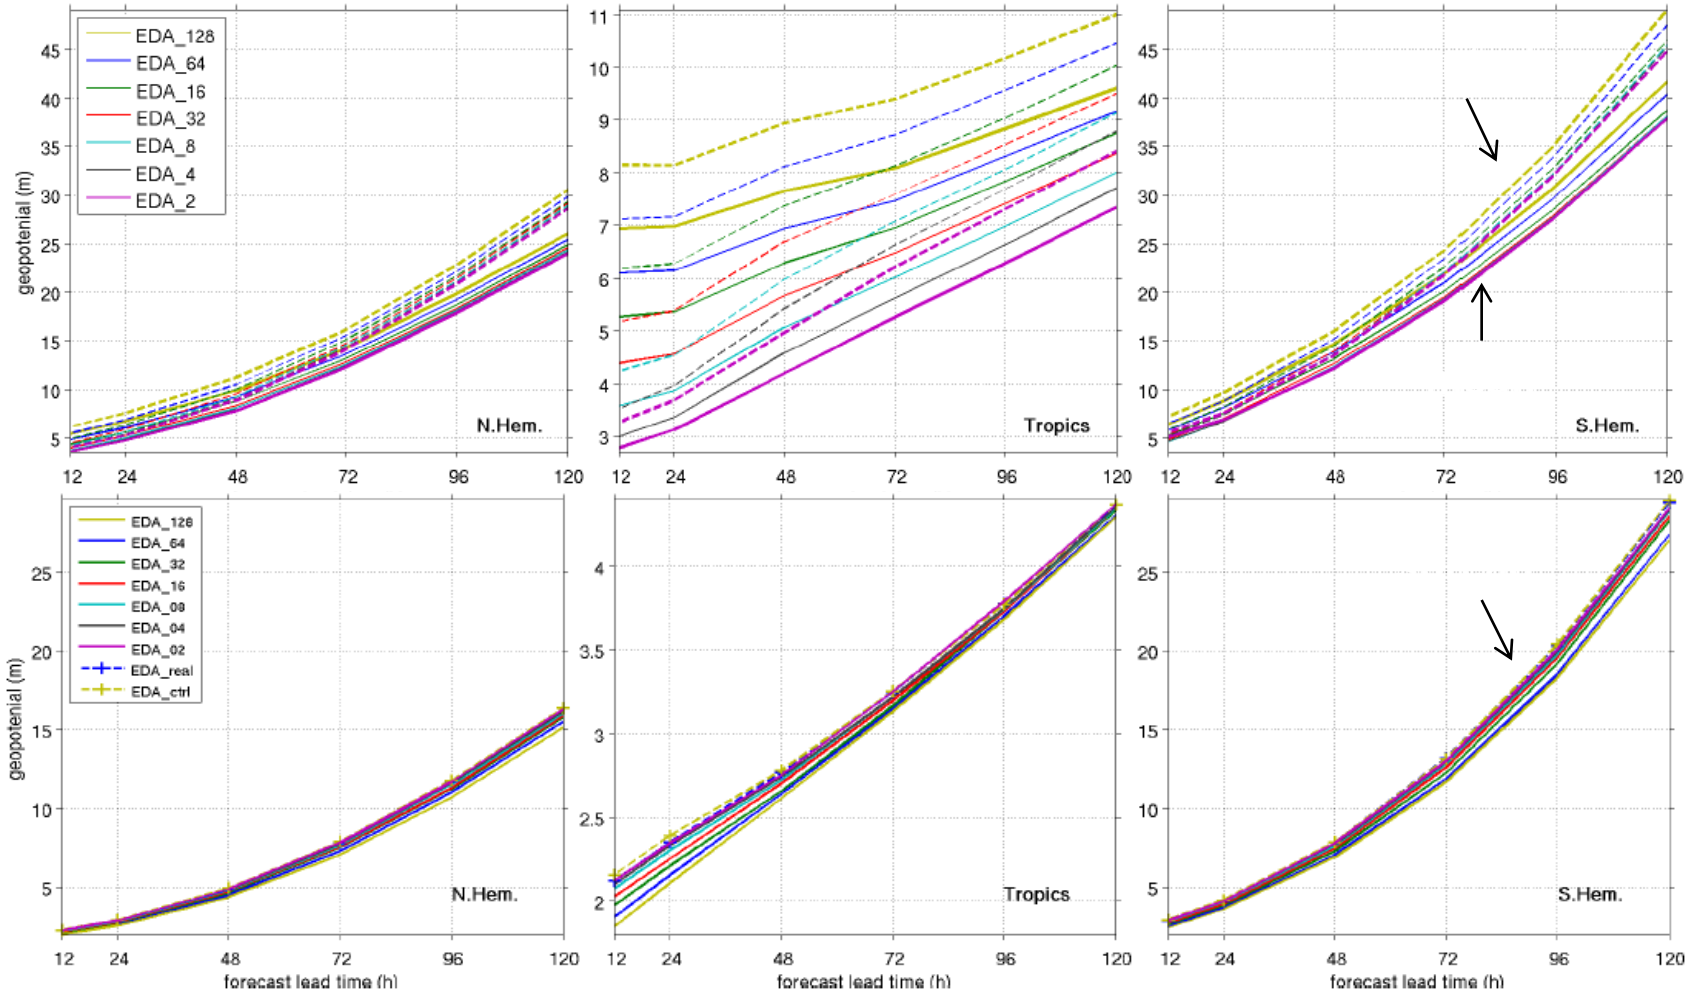 EDA_128
EDA_64
EDA_16
EDA_32
EDA_8
EDA_4
EDA_2
geopotenial (m)
45
40
35
30
25
20
15
10
5
N.Hem.
12 24 48 72 96 120
11
10
9
8
7
6
5
4
3
Tropics
12 24 48 72 96 120
45
40
35
30
25
20
15
10
5
S.Hem.
12 24 48 72 96 120
EDA_128
EDA_64
EDA_32
EDA_16
EDA_08
EDA_04
EDA_02
EDA_real
EDA_ctrl
geopotenial (m)
25
20
15
10
5
N.Hem.
12 24 48 72 96 120
forecast lead time (h)
4
3.5
3
2.5
2
Tropics
12 24 48 72 96 120
forecast lead time (h)
25
20
15
10
5
S.Hem.
12 24 48 72 96 120
forecast lead time (h)